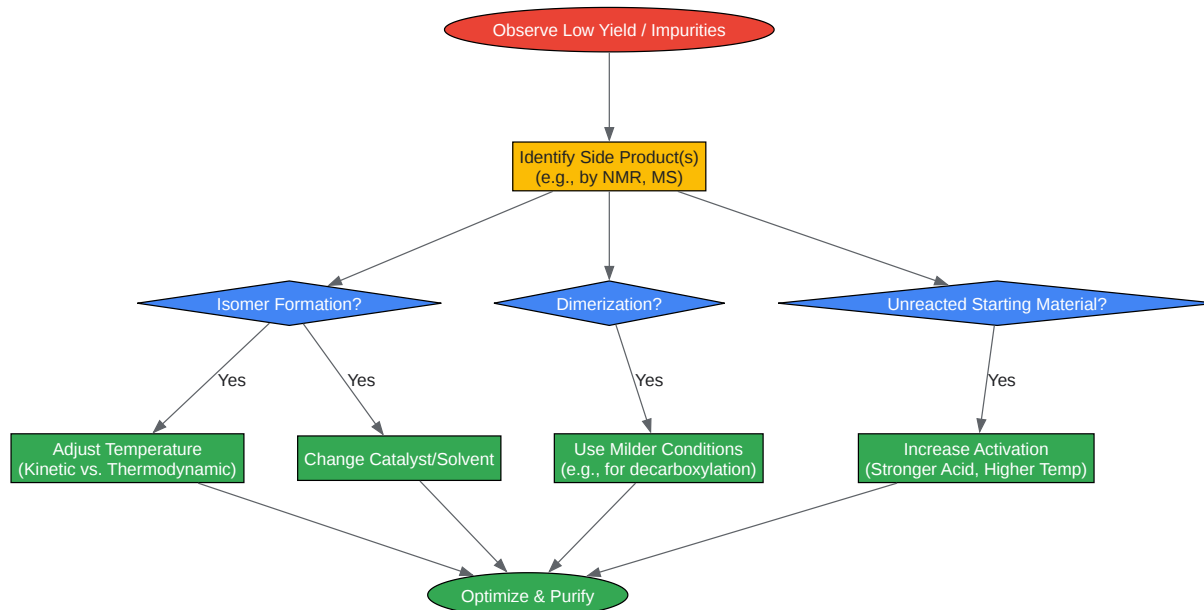 Observe Low Yield / Impurities
Identify Side Product(s)
(e.g., by NMR, MS)
Isomer Formation?
Dimerization?
Unreacted Starting Material?
Yes
Yes
Yes
Yes
Adjust Temperature
(Kinetic vs. Thermodynamic)
Change Catalyst/Solvent
Use Milder Conditions
(e.g., for decarboxylation)
Increase Activation
(Stronger Acid, Higher Temp)
Optimize & Purify